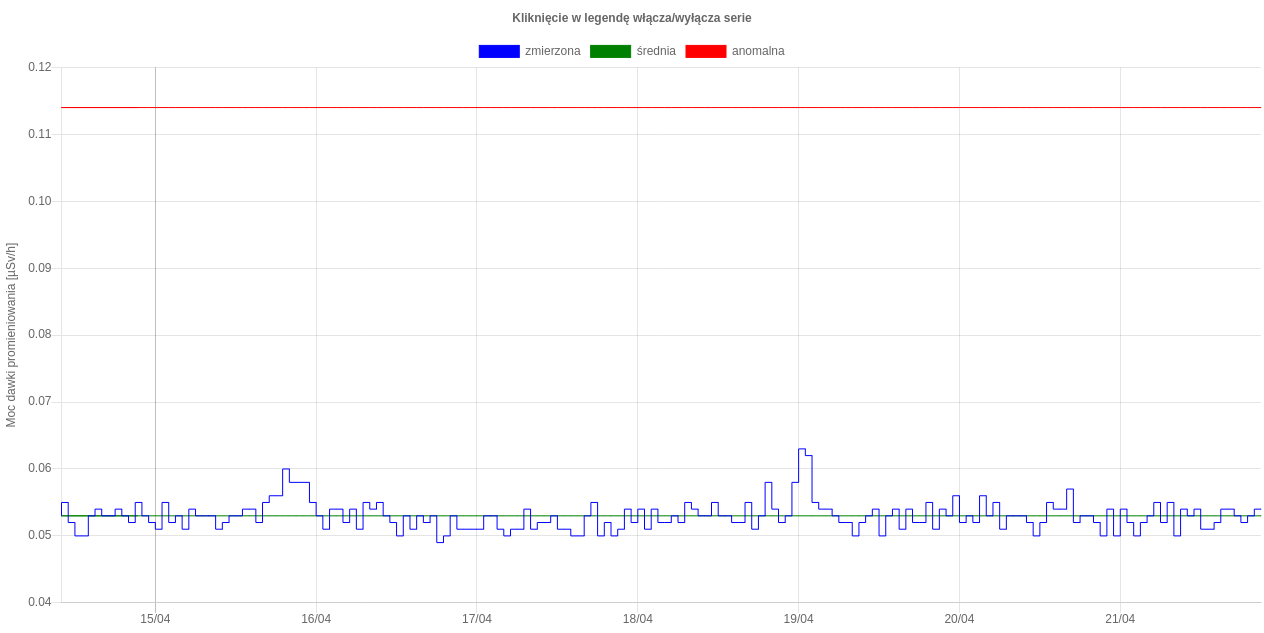 Kliknięcie w legendę włącza/wyłącza serie
zmierzona średnia anomalna
Moc dawki promieniowania [µSv/h]
0.12
0.11
0.10
0.09
0.08
0.07
0.06
0.05
0.04
15/04 16/04 17/04 18/04 19/04 20/04 21/04